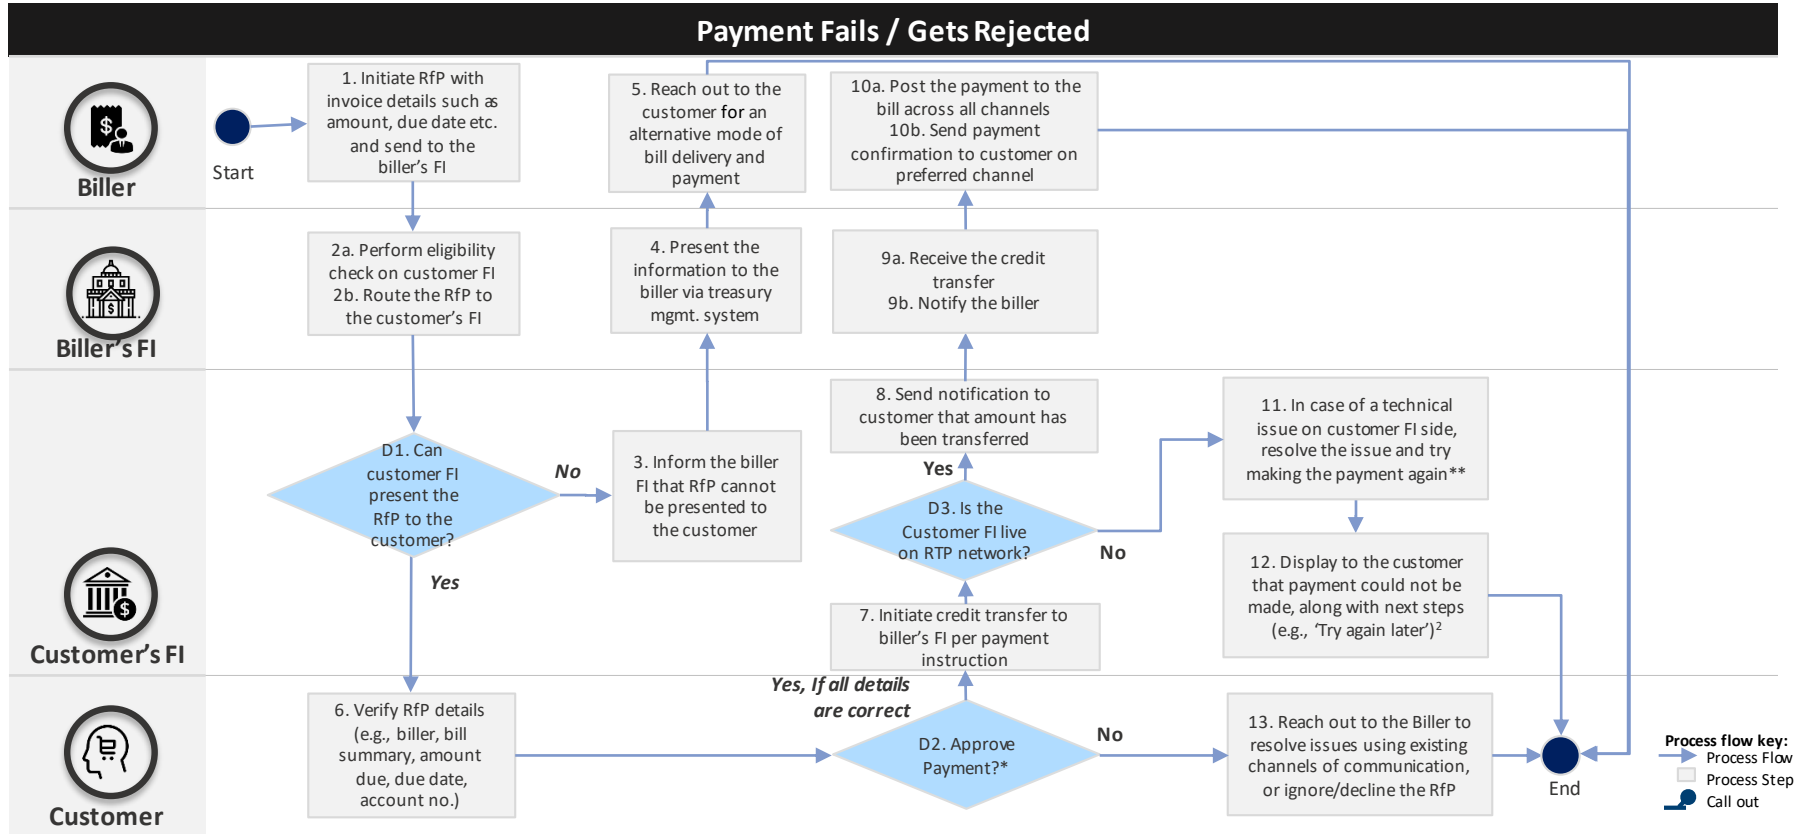 Payment Fails / Gets Rejected
Biller
Start
1. Initiate RfP with
invoice details such as
amount, due date etc.
and send to the
biller's FI
5. Reach out to the
customer for an
alternative mode of
bill delivery and
payment
10a. Post the payment to the
bill across all channels
10b. Send payment
confirmation to customer on
preferred channel
Biller's FI
2a. Perform eligibility
check on customer FI
2b. Route the RfP to
the customer's FI
4. Present the
information to the
biller via treasury
mgmt. system
9a. Receive the credit
transfer
9b. Notify the biller
Customer's FI
D1. Can
customer FI
present the
RfP to the
customer?
No
Yes
3. Inform the biller
FI that RfP cannot
be presented to
the customer
8. Send notification to
customer that amount has
been transferred
Yes
D3. Is the
Customer FI live
on RTP network?
No
7. Initiate credit transfer to
biller's FI per payment
instruction
11. In case of a technical
issue on customer FI side,
resolve the issue and try
making the payment again**
12. Display to the customer
that payment could not be
made, along with next steps
(e.g., 'Try again later')²
Customer
6. Verify RfP details
(e.g., biller, bill
summary, amount
due, due date,
account no.)
Yes, If all details
are correct
D2. Approve
Payment?*
No
13. Reach out to the Biller to
resolve issues using existing
channels of communication,
or ignore/decline the RfP
End
Process flow key:
Process Flow
Process Step
Call out